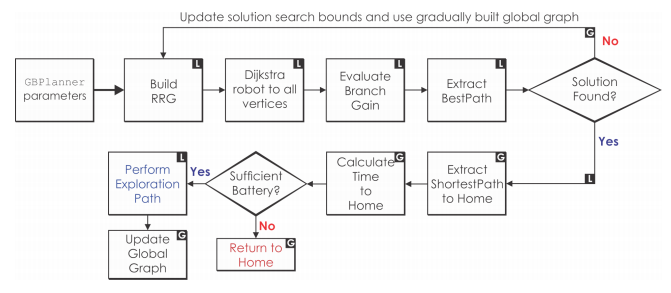 Update solution search bounds and use gradually built global graph
G
No
GBPlanner
parameters
L
Build
RRG
L
Dijkstra
robot to all
vertices
L
Evaluate
Branch
Gain
L
Extract
BestPath
Solution
Found?
Yes
L
L
Perform
Exploration
Path
Yes
Sufficient
Battery?
G
Calculate
Time
to
Home
G
Extract
ShortestPath
to Home
No
G
Update
Global
Graph
G
Return to
Home